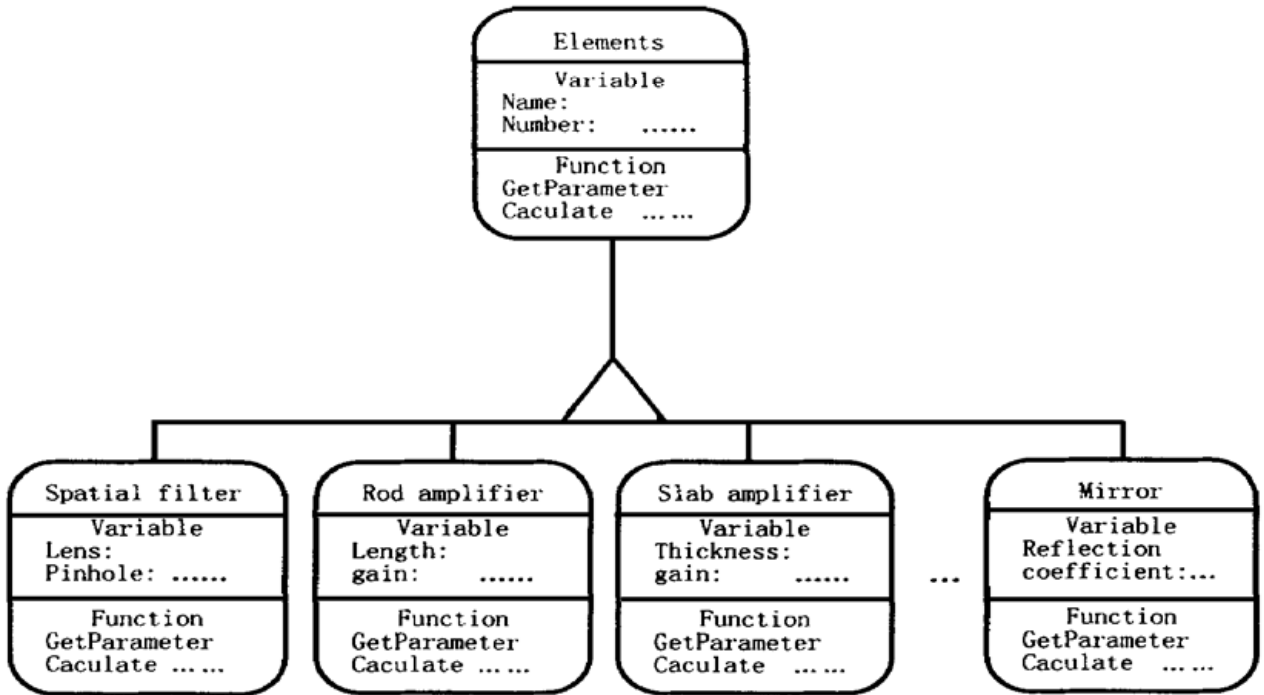 Elements
Variable
Name:
Number: ......
Function
GetParameter
Caculate ... ...
Spatial filter
Variable
Lens:
Pinhole: ......
Function
GetParameter
Caculate ... ...
Rod amplifier
Variable
Length:
gain: ......
Function
GetParameter
Caculate ... ...
Slab amplifier
Variable
Thickness:
gain: ......
Function
GetParameter
Caculate ... ...
...
Mirror
Variable
Reflection
coefficient:...
Function
GetParameter
Caculate ... ...